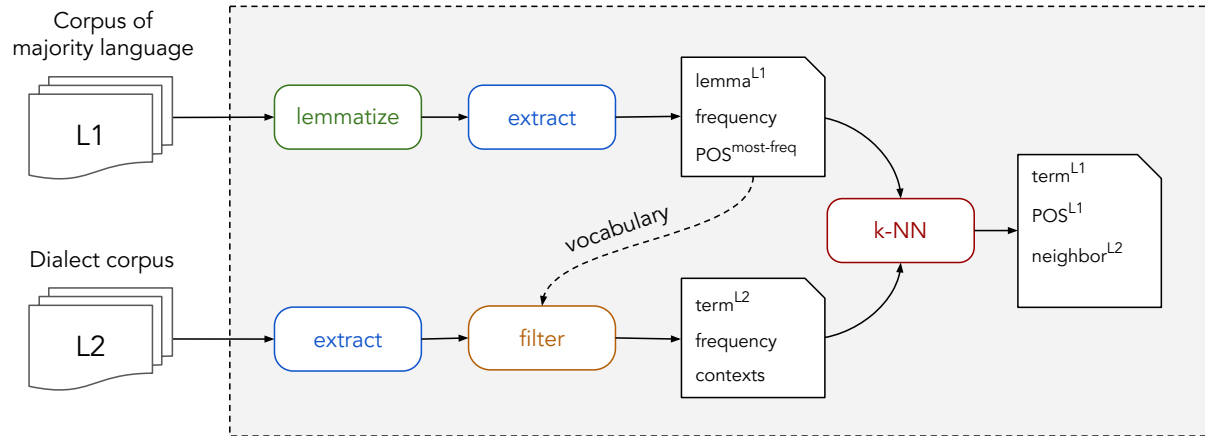 Corpus of
majority language
L1
lemmatize
extract
lemma^L1
frequency
POS^most-freq
vocabulary
Dialect corpus
L2
extract
filter
term^L2
frequency
contexts
k-NN
term^L1
POS^L1
neighbor^L2